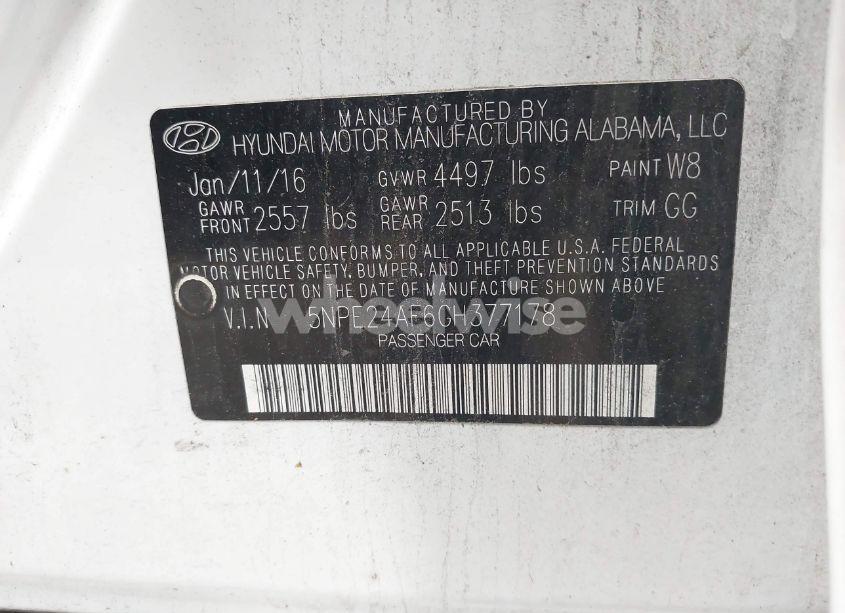 MANUFACTURED BY
HYUNDAI MOTOR MANUFACTURING ALABAMA, LLC
Jan/11/16 GVWR 4497 lbs PAINT W8
GAWR FRONT 2557 lbs GAWR REAR 2513 lbs TRIM GG
THIS VEHICLE CONFORMS TO ALL APPLICABLE U.S.A. FEDERAL
MOTOR VEHICLE SAFETY, BUMPER, AND THEFT PREVENTION STANDARDS
IN EFFECT ON THE DATE OF MANUFACTURE SHOWN ABOVE.
V.I.N 5NPE24AF6GH377178
wheelwise
PASSENGER CAR